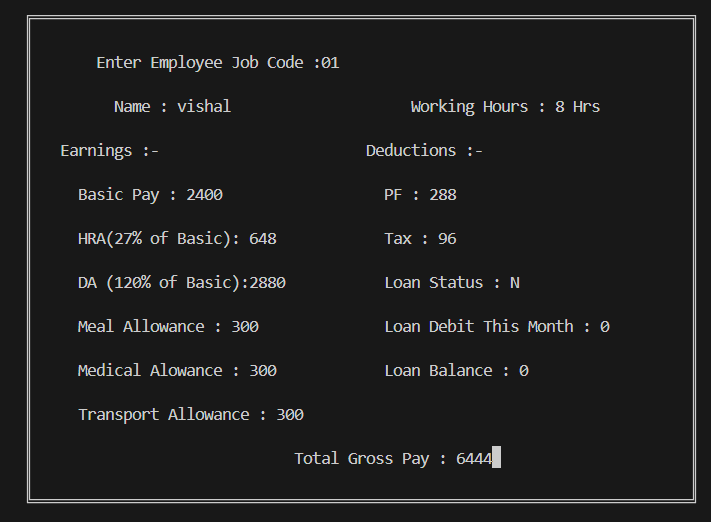 Enter Employee Job Code :01
Name : vishal Working Hours : 8 Hrs
Earnings :- Deductions :-
Basic Pay : 2400 PF : 288
HRA(27% of Basic): 648 Tax : 96
DA (120% of Basic):2880 Loan Status : N
Meal Allowance : 300 Loan Debit This Month : 0
Medical Alowance : 300 Loan Balance : 0
Transport Allowance : 300
Total Gross Pay : 6444